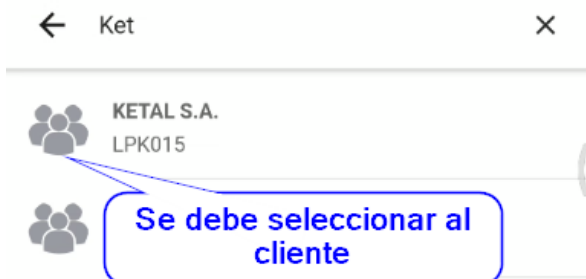 Ket
KETAL S.A.
LPK015
Se debe seleccionar al
cliente